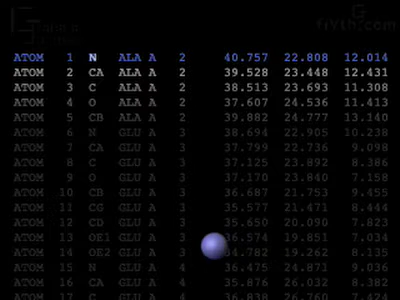 ATOM 1 N ALA A 2 40.757 22.808 12.014
ATOM 2 CA ALA A 2 39.528 23.448 12.431
ATOM 3 C ALA A 2 38.513 23.693 11.308
ATOM 4 O ALA A 2 37.607 24.536 11.413
ATOM 5 CB ALA A 2 39.882 24.777 13.140
ATOM 6 N GLU A 3 38.694 22.905 10.238
ATOM 7 CA GLU A 3 37.799 22.736 9.098
ATOM 8 C GLU A 3 37.125 23.892 8.386
ATOM 9 O GLU A 3 37.170 23.840 7.158
ATOM 10 CB GLU A 3 36.687 21.753 9.455
ATOM 11 CG GLU A 3 35.577 21.471 8.444
ATOM 12 CD GLU A 3 35.650 20.090 7.823
ATOM 13 OE1 GLU A 3 36.574 19.851 7.034
ATOM 14 OE2 GLU A 3 34.782 19.262 8.135
ATOM 15 N GLU A 4 36.475 24.871 9.036
ATOM 16 CA GLU A 4 35.876 26.032 8.382
ATOM 17 C GLU A 4